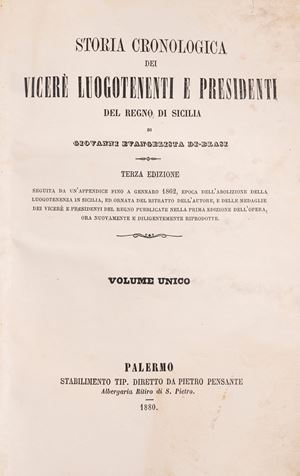 STORIA CRONOLOGICA
DEI
VICERÈ LUOGOTENENTI E PRESIDENTI
DEL REGNO DI SICILIA
DI
GIOVANNI EVANGELISTA DI-BLASI
TERZA EDIZIONE
SEGUITA DA UN'APPENDICE FINO A GENNARO 1862, EPOCA DELL'ABOLIZIONE DELLA
LUOGOTENENZA IN SICILIA, ED ORNATA DEL RITRATTO DELL'AUTORE, E DELLE MEDAGLIE
DEI VICERÈ E PRESIDENTI DEL REGNO PUBBLICATE NELLA PRIMA EDIZIONE DELL'OPERA,
ORA NUOVAMENTE E DILIGENTEMENTE RIPRODOTTE.
VOLUME UNICO
PALERMO
STABILIMENTO TIP. DIRETTO DA PIETRO PENSANTE
Albergaria Ritiro di S. Pietro.
1880.